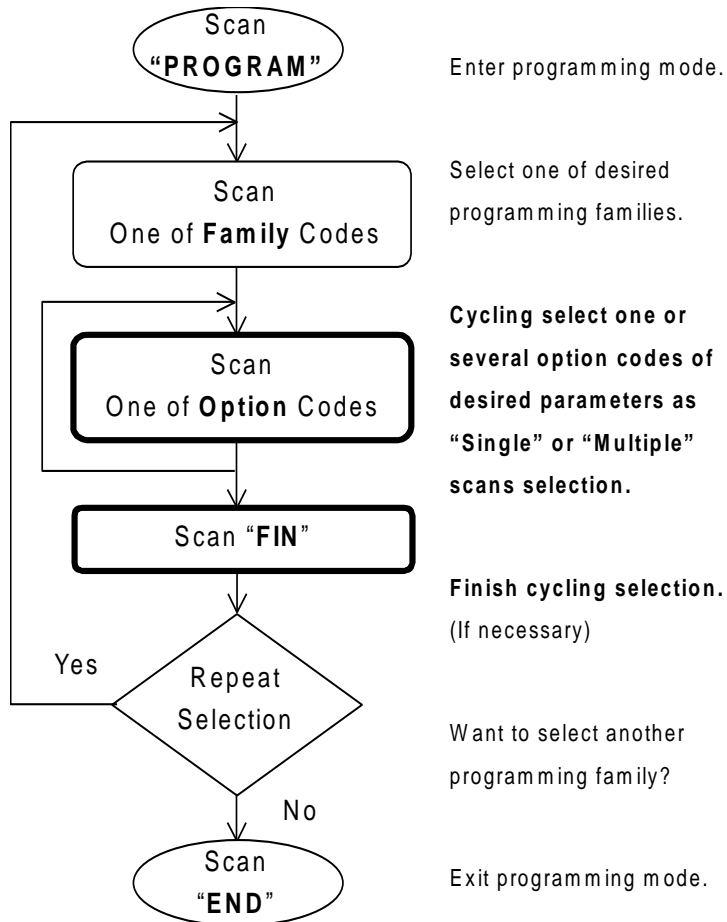 Scan
“PROGRAM”
Enter programming mode.
Scan
One of Family Codes
Select one of desired
programming families.
Scan
One of Option Codes
Cycling select one or
several option codes of
desired parameters as
“Single” or “Multiple”
scans selection.
Scan “FIN”
Finish cycling selection.
(If necessary)
Yes
Repeat
Selection
Want to select another
programming family?
No
Scan
“END”
Exit programming mode.